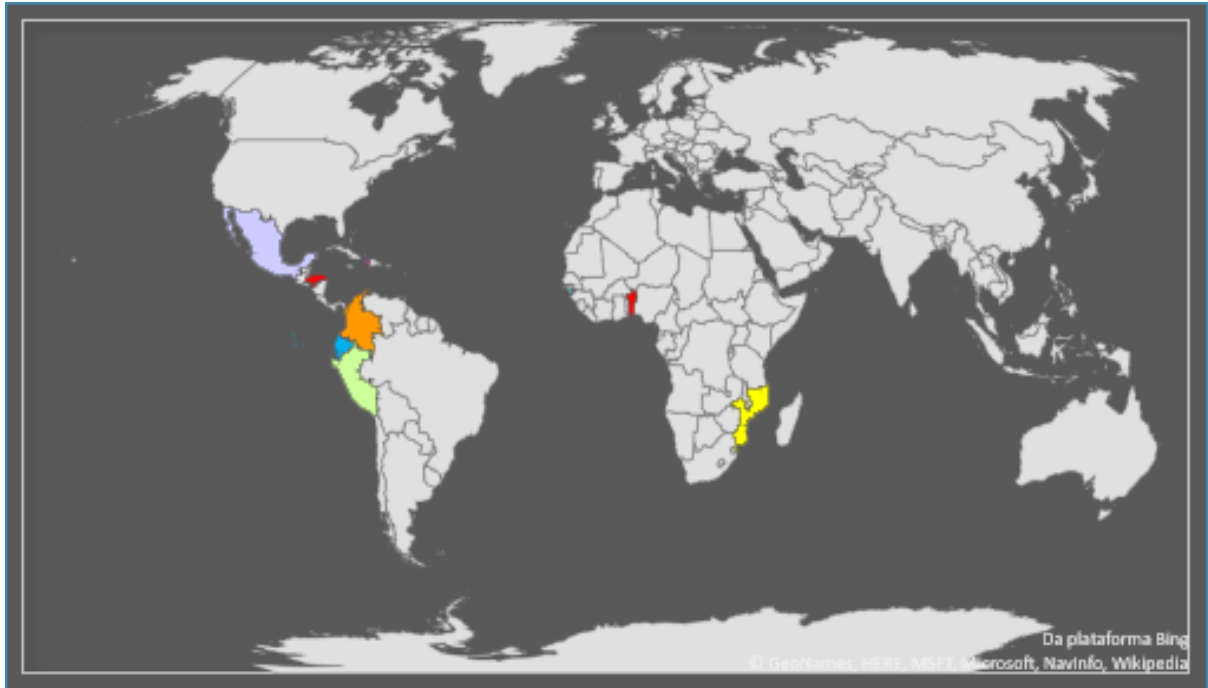 Da plataforma Bing
© GeoNames, HERE, MSFT, Microsoft, NavInfo, Wikipedia